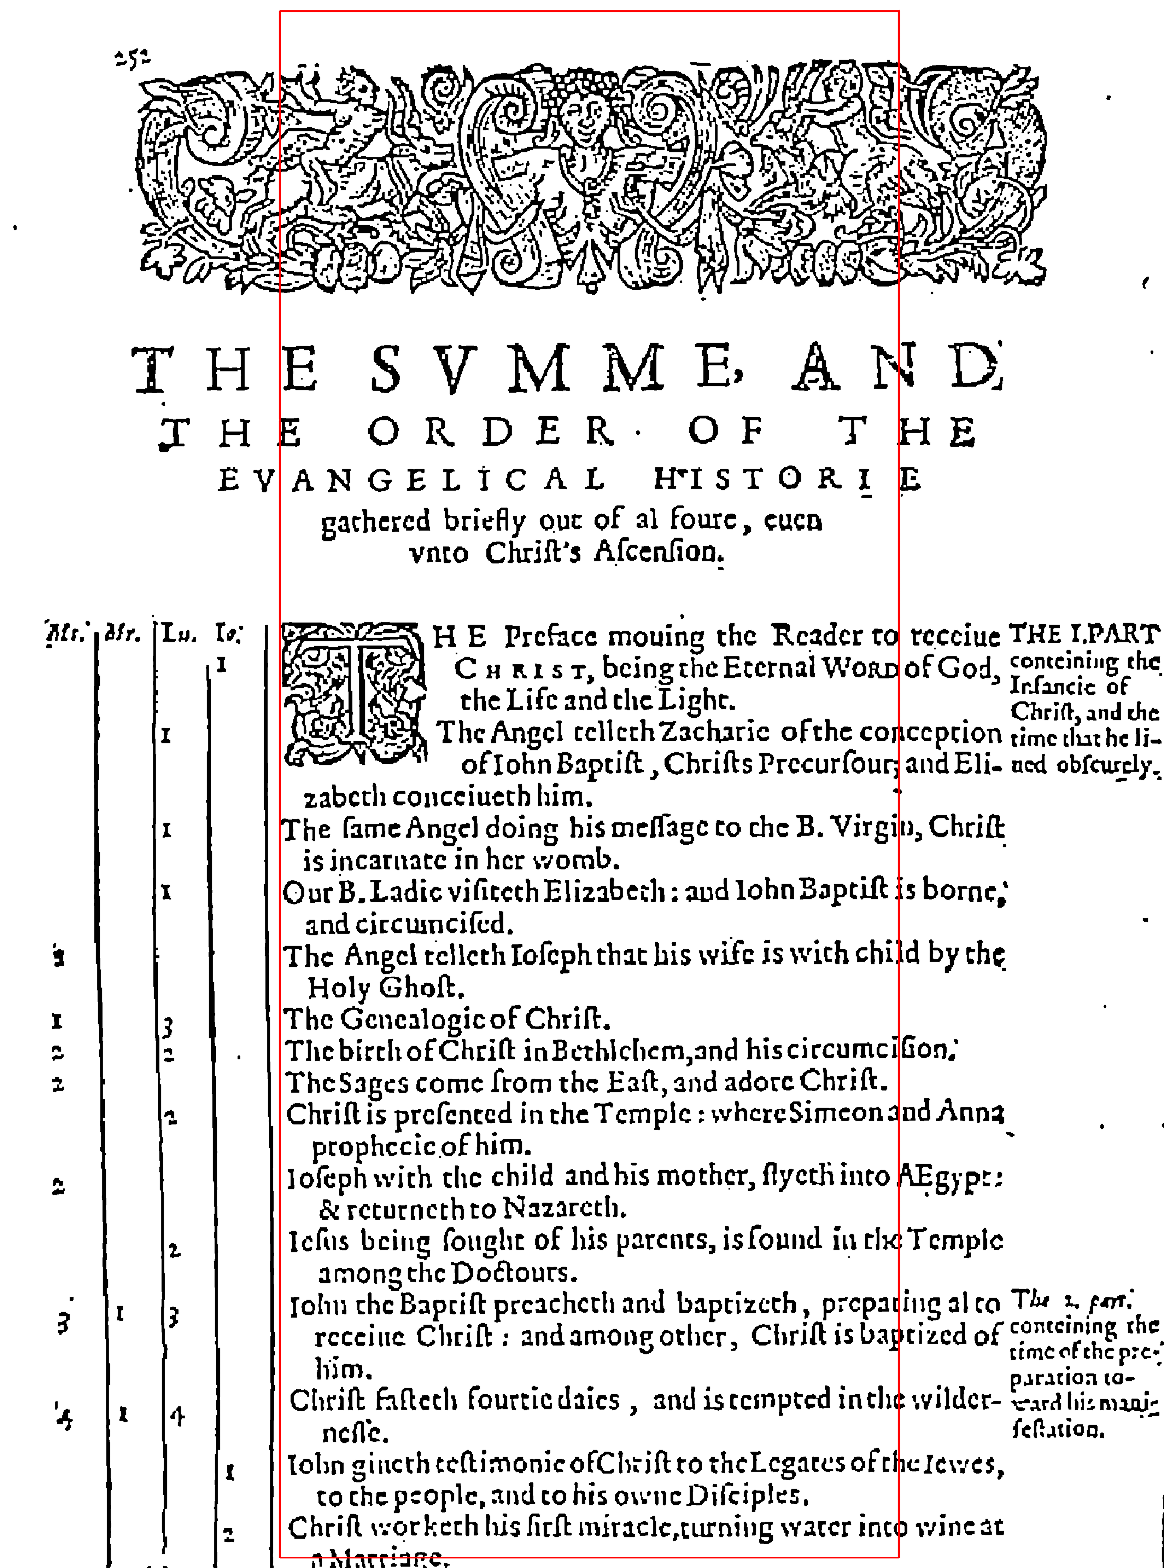 252
THE SVMME, AND
THE ORDER OF THE
EVANGELICAL HISTORIE
gathered briefly out of al foure, euen
vnto Chriſt's Aſcenſion.
Mt. Mr. Lu. Io.
THE Preface mouing the Reader to receiue
1
CHRIST, being the Eternal WORD of God,
the Life and the Light.
1 The Angel telleth Zacharie of the conception
of Iohn Baptiſt, Chriſts Precurſour; and Eli-
zabeth conceiueth him.
1 The ſame Angel doing his meſſage to the B. Virgin, Chriſt
is incarnate in her womb.
1 Our B. Ladie viſiteth Elizabeth: and Iohn Baptiſt is borne,
and circumciſed.
1 The Angel telleth Ioſeph that his wife is with child by the
Holy Ghoſt.
1 3 The Genealogie of Chriſt.
2 2 The birth of Chriſt in Bethlehem, and his circumciſion.
2 The Sages come from the Eaſt, and adore Chriſt.
2 Chriſt is preſented in the Temple: where Simeon and Anna
prophecie of him.
2 Ioſeph with the child and his mother, flyeth into AEgypt:
& returneth to Nazareth.
2 Ieſus being ſought of his parents, is found in the Temple
among the Doctours.
3 1 3 Iohn the Baptiſt preacheth and baptizeth, preparing al to
receiue Chriſt: and among other, Chriſt is baptized of
him.
4 1 4 Chriſt faſteth fourtie daies, and is tempted in the wilder-
neſſe.
1 Iohn giueth teſtimonie of Chriſt to the Legates of the Iewes,
to the people, and to his owne Diſciples.
2 Chriſt worketh his firſt miracle, turning water into wine at
a Marriage.
THE I. PART
conteining the
Infancie of
Chriſt, and the
time that he li-
ued obſcurely.
The 2. part.
conteining the
time of the pre-
paration to-
ward his mani-
feſtation.